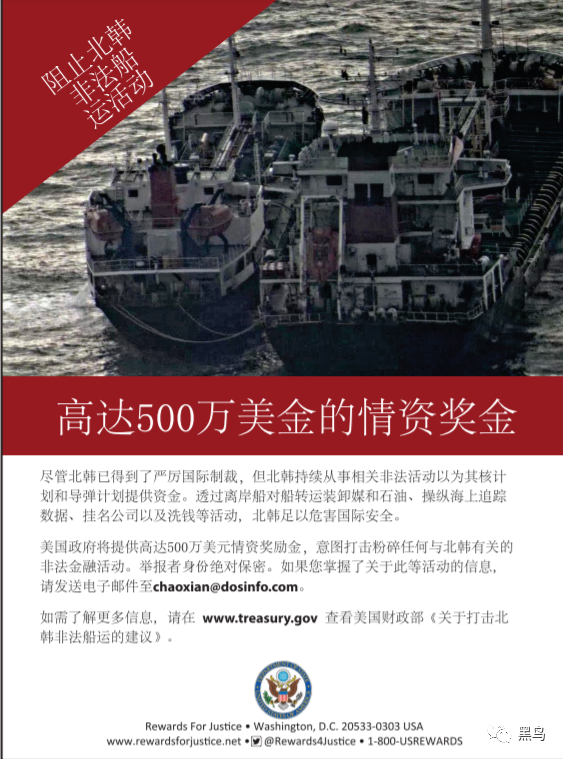 阻止北韩
非法船
运活动
高达500万美金的情资奖金
尽管北韩已得到了严厉国际制裁，但北韩持续从事相关非法活动以为其核计
划和导弹计划提供资金。透过离岸船对船转运装卸媒和石油、操纵海上追踪
数据、挂名公司以及洗钱等活动，北韩足以危害国际安全。
美国政府将提供高达500万美元情资奖励金，意图打击粉碎任何与北韩有关的
非法金融活动。举报者身份绝对保密。如果您掌握了关于此等活动的信息，
请发送电子邮件至chaoxian@dosinfo.com。
如需了解更多信息，请在 www.treasury.gov 查看美国财政部《关于打击北
韩非法船运的建议》。
Rewards For Justice • Washington, D.C. 20533-0303 USA
www.rewardsforjustice.net • @Rewards4Justice • 1-800-USREWARDS
黑鸟